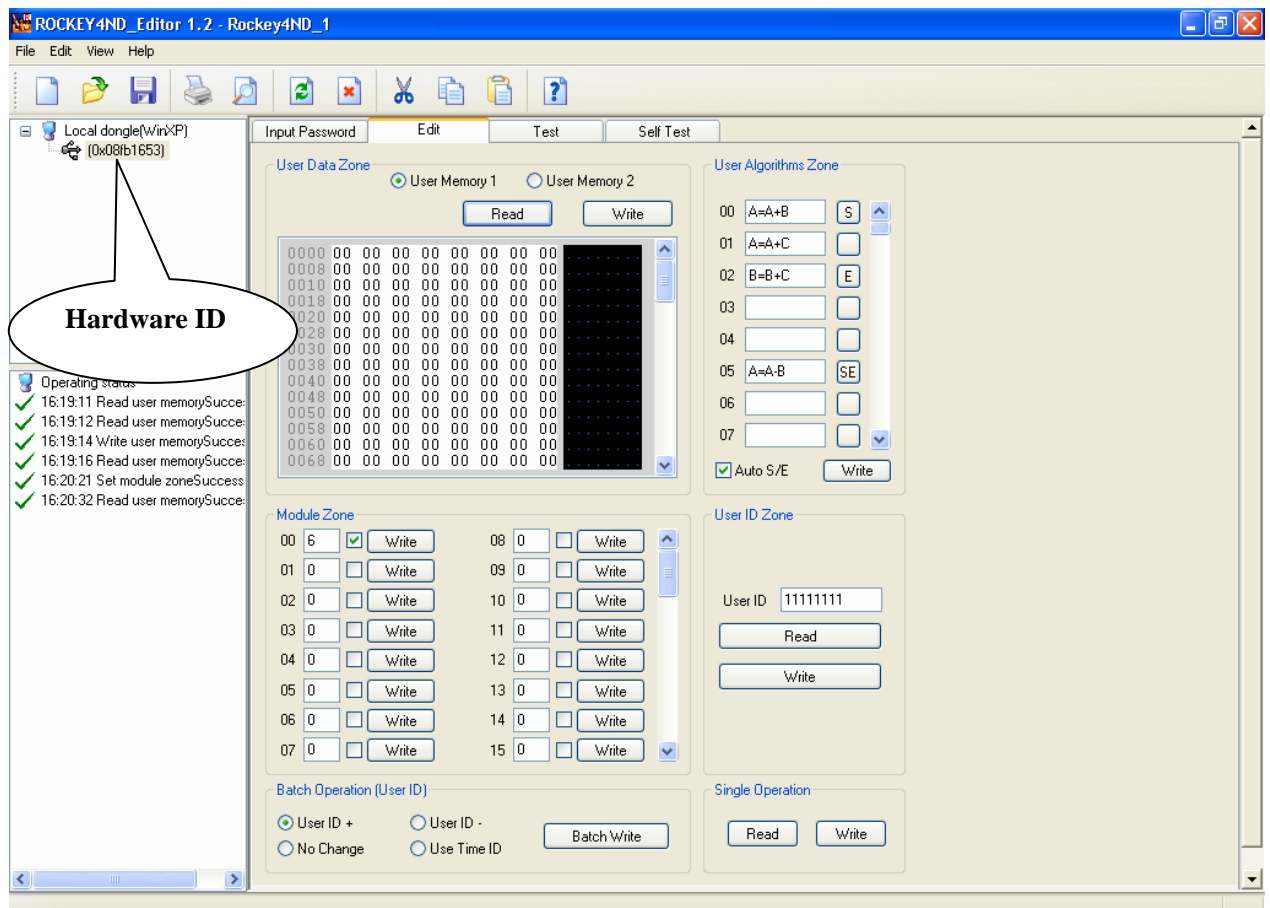 ROCKEY4ND_Editor 1.2 - Rockey4ND_1
File Edit View Help
Local dongle(WinXP)
(0x08fb1653)
Hardware ID
Operating status
16:19:11 Read user memorySucce
16:19:12 Read user memorySucce
16:19:14 Write user memorySucces
16:19:16 Read user memorySucce
16:20:21 Set module zoneSuccess
16:20:32 Read user memorySucce
Input Password Edit Test Self Test
User Data Zone
User Memory 1 User Memory 2
Read Write
0000 00 00 00 00 00 00 00 00 ........
0008 00 00 00 00 00 00 00 00 ........
0010 00 00 00 00 00 00 00 00 ........
0018 00 00 00 00 00 00 00 00 ........
0020 00 00 00 00 00 00 00 00 ........
0028 00 00 00 00 00 00 00 00 ........
0030 00 00 00 00 00 00 00 00 ........
0038 00 00 00 00 00 00 00 00 ........
0040 00 00 00 00 00 00 00 00 ........
0048 00 00 00 00 00 00 00 00 ........
0050 00 00 00 00 00 00 00 00 ........
0058 00 00 00 00 00 00 00 00 ........
0060 00 00 00 00 00 00 00 00 ........
0068 00 00 00 00 00 00 00 00 ........
User Algorithms Zone
00 A=A+B S
01 A=A+C
02 B=B+C E
03
04
05 A=A-B SE
06
07
Auto S/E Write
Module Zone
00 6 Write 08 0 Write
01 0 Write 09 0 Write
02 0 Write 10 0 Write
03 0 Write 11 0 Write
04 0 Write 12 0 Write
05 0 Write 13 0 Write
06 0 Write 14 0 Write
07 0 Write 15 0 Write
User ID Zone
User ID 11111111
Read
Write
Batch Operation (User ID)
User ID + User ID -
No Change Use Time ID
Batch Write
Single Operation
Read Write